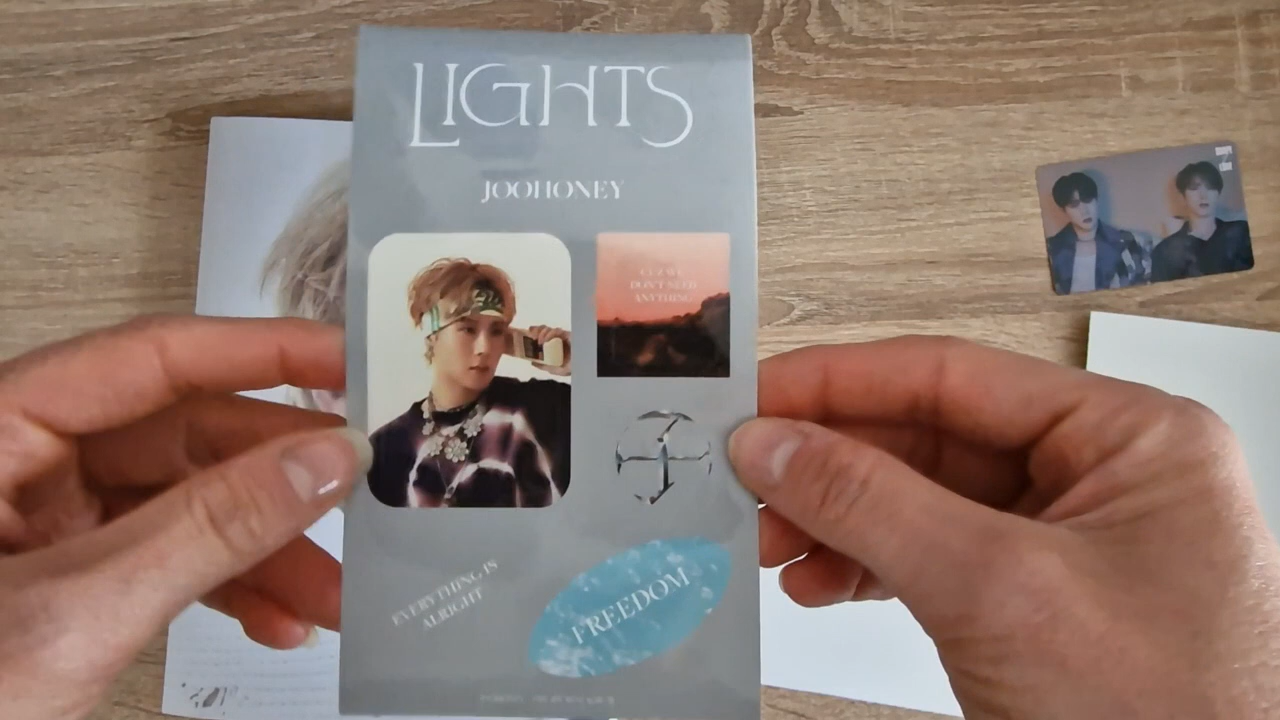 LIGHTS
JOOHONEY
CUZ WE
DON'T NEED
ANYTHING
EVERYTHING IS
ALRIGHT
FREEDOM